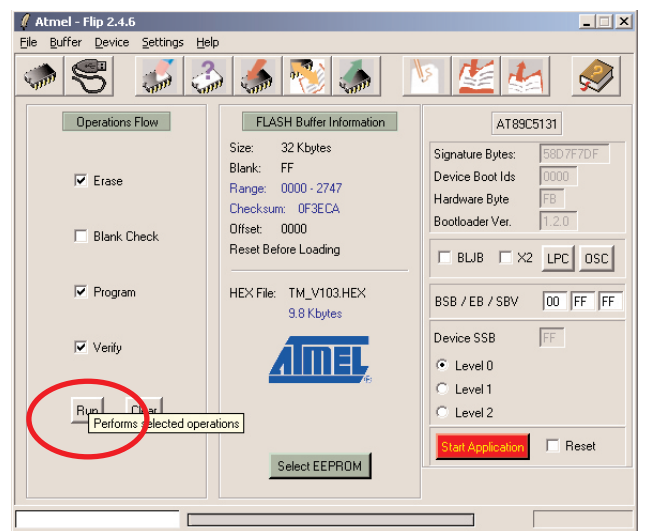 Atmel - Flip 2.4.6
File Buffer Device Settings Help
Operations Flow
Erase
Blank Check
Program
Verify
Run Clear
Performs selected operations
FLASH Buffer Information
Size: 32 Kbytes
Blank: FF
Range: 0000 - 2747
Checksum: 0F3ECA
Offset: 0000
Reset Before Loading
HEX File: TM_V103.HEX
9.8 Kbytes
ATMEL
Select EEPROM
AT89C5131
Signature Bytes: 58D7F7DF
Device Boot Ids 0000
Hardware Byte FB
Bootloader Ver. 1.2.0
BLJB X2 LPC OSC
BSB / EB / SBV 00 FF FF
Device SSB FF
Level 0
Level 1
Level 2
Start Application Reset